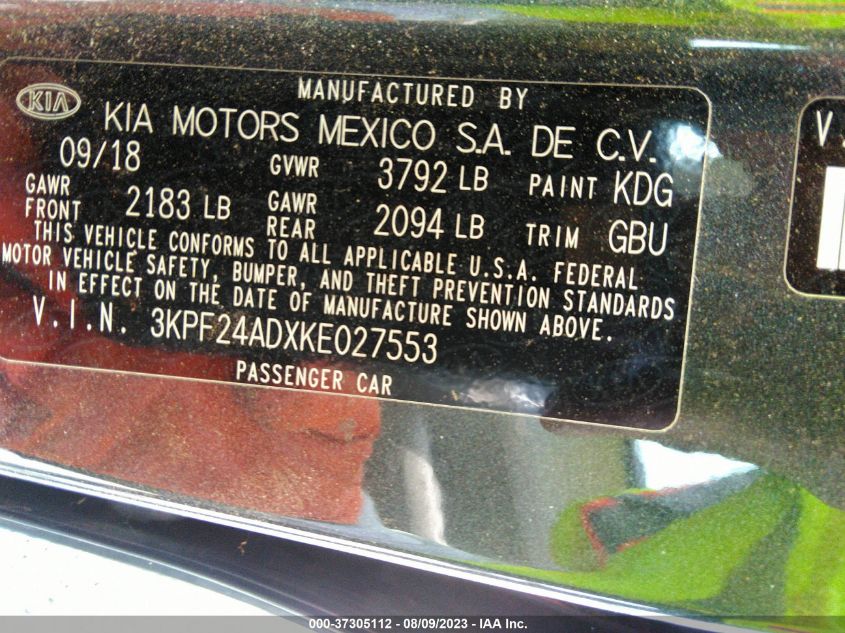 MANUFACTURED BY
KIA KIA MOTORS MEXICO S.A. DE C.V.
09/18 GVWR 3792 LB PAINT KDG
GAWR FRONT 2183 LB GAWR REAR 2094 LB TRIM GBU
THIS VEHICLE CONFORMS TO ALL APPLICABLE U.S.A. FEDERAL
MOTOR VEHICLE SAFETY, BUMPER, AND THEFT PREVENTION STANDARDS
IN EFFECT ON THE DATE OF MANUFACTURE SHOWN ABOVE.
V.I.N. 3KPF24ADXKE027553
PASSENGER CAR
V.
000-37305112 - 08/09/2023 - IAA Inc.